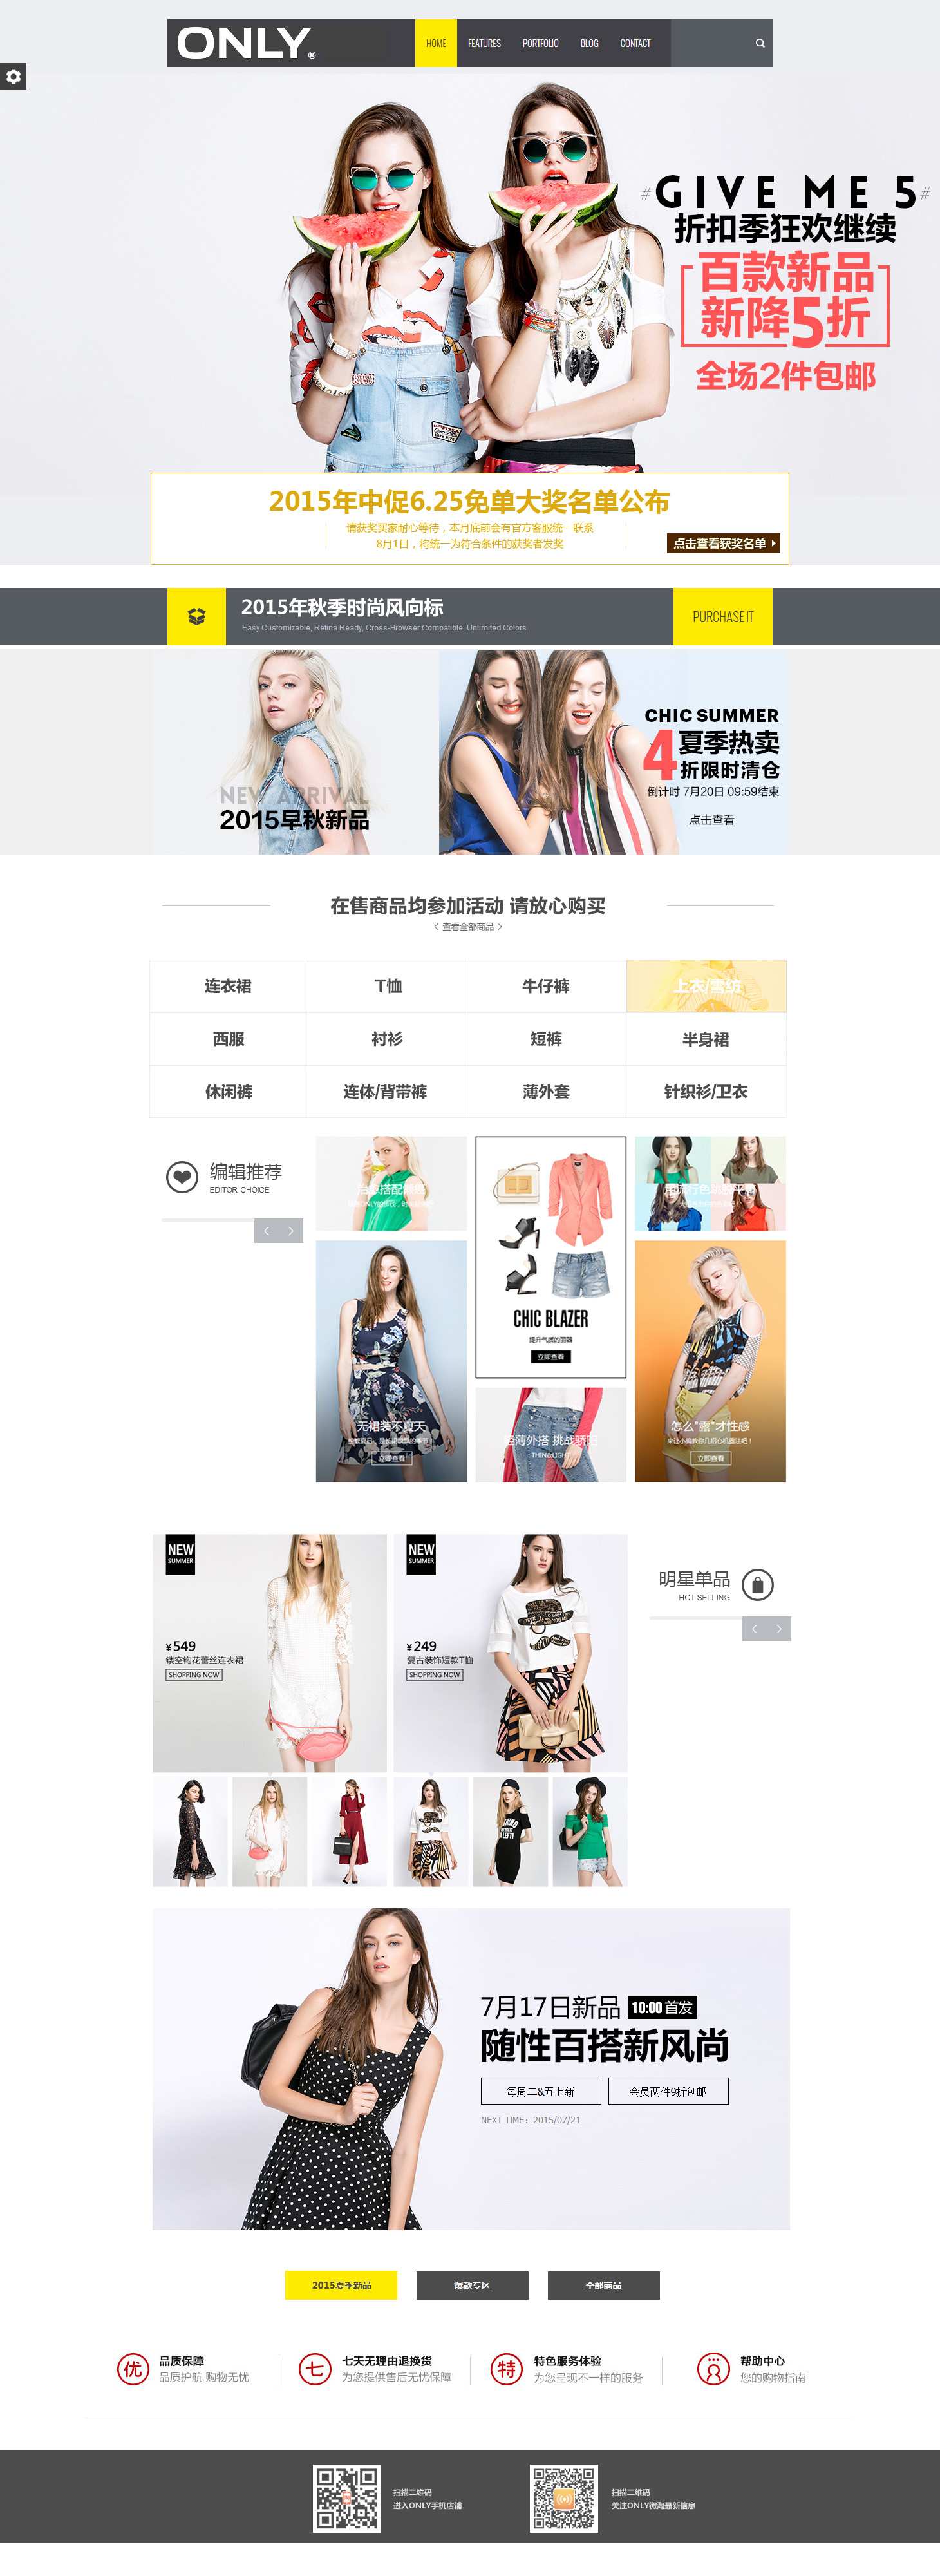 ONLY®
HOME
FEATURES
PORTFOLIO
BLOG
CONTACT
#GIVE ME 5#
折扣季狂欢继续
百款新品
新降5折
全场2件包邮
2015年中促6.25免单大奖名单公布
请获奖买家耐心等待，本月底前会有官方客服统一联系
8月1日，将统一为符合条件的获奖者发奖
点击查看获奖名单
2015年秋季时尚风向标
Easy Customizable, Retina Ready, Cross-Browser Compatible, Unlimited Colors
PURCHASE IT
NEW ARRIVAL
2015早秋新品
CHIC SUMMER
4夏季热卖
折限时清仓
倒计时 7月20日 09:59结束
点击查看
在售商品均参加活动 请放心购买
< 查看全部商品 >
连衣裙
T恤
牛仔裤
上衣/雪纺
西服
衬衫
短裤
半身裙
休闲裤
连体/背带裤
薄外套
针织衫/卫衣
编辑推荐
EDITOR CHOICE
CHIC BLAZER
提升气质的丽器
立即查看
无裙装不夏天
立即查看
轻薄外搭 挑战骄阳
THIN&LIGHT
怎么"露"才性感
来让小编教你几招心机露法吧！
立即查看
NEW
SUMMER
¥549
镂空钩花蕾丝连衣裙
SHOPPING NOW
NEW
SUMMER
¥249
复古装饰短款T恤
SHOPPING NOW
明星单品
HOT SELLING
7月17日新品 10:00 首发
随性百搭新风尚
每周二&五上新
会员两件9折包邮
NEXT TIME：2015/07/21
2015夏季新品
爆款专区
全部商品
优
品质保障
品质护航 购物无忧
七
七天无理由退换货
为您提供售后无忧保障
特
特色服务体验
为您呈现不一样的服务
帮助中心
您的购物指南
扫描二维码
进入ONLY手机店铺
扫描二维码
关注ONLY微淘最新信息